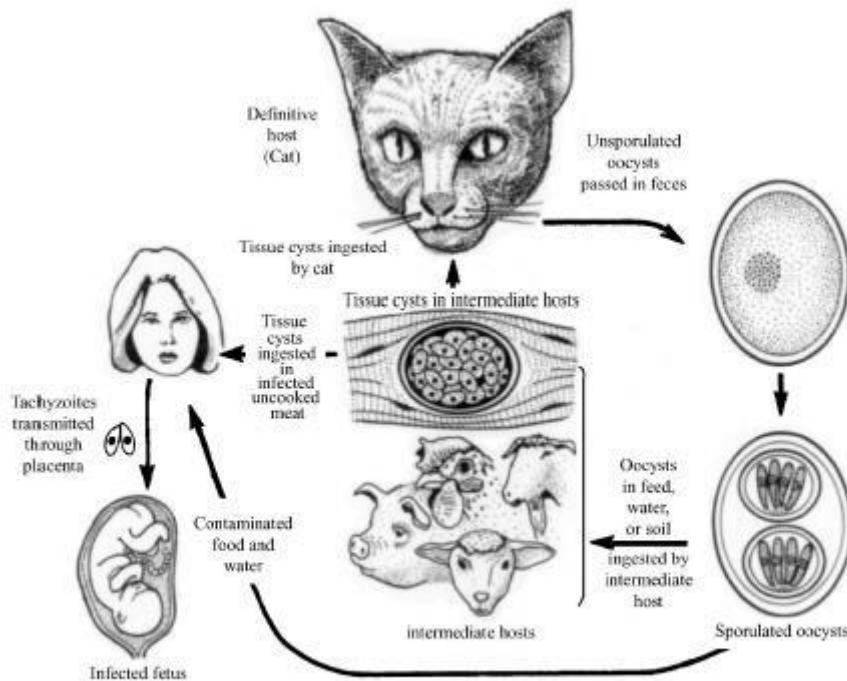 Definitive
host
(Cat)
Unsporulated
oocysts
passed in feces
Tissue cysts ingested
by cat
Tissue cysts in intermediate hosts
Tissue
cysts
ingested
in
infected
uncooked
meat
Tachyzoites
transmitted
through
placenta
Oocysts
in feed,
water,
or soil
ingested by
intermediate
host
Contaminated
food and
water
intermediate hosts
Sporulated oocysts
Infected fetus